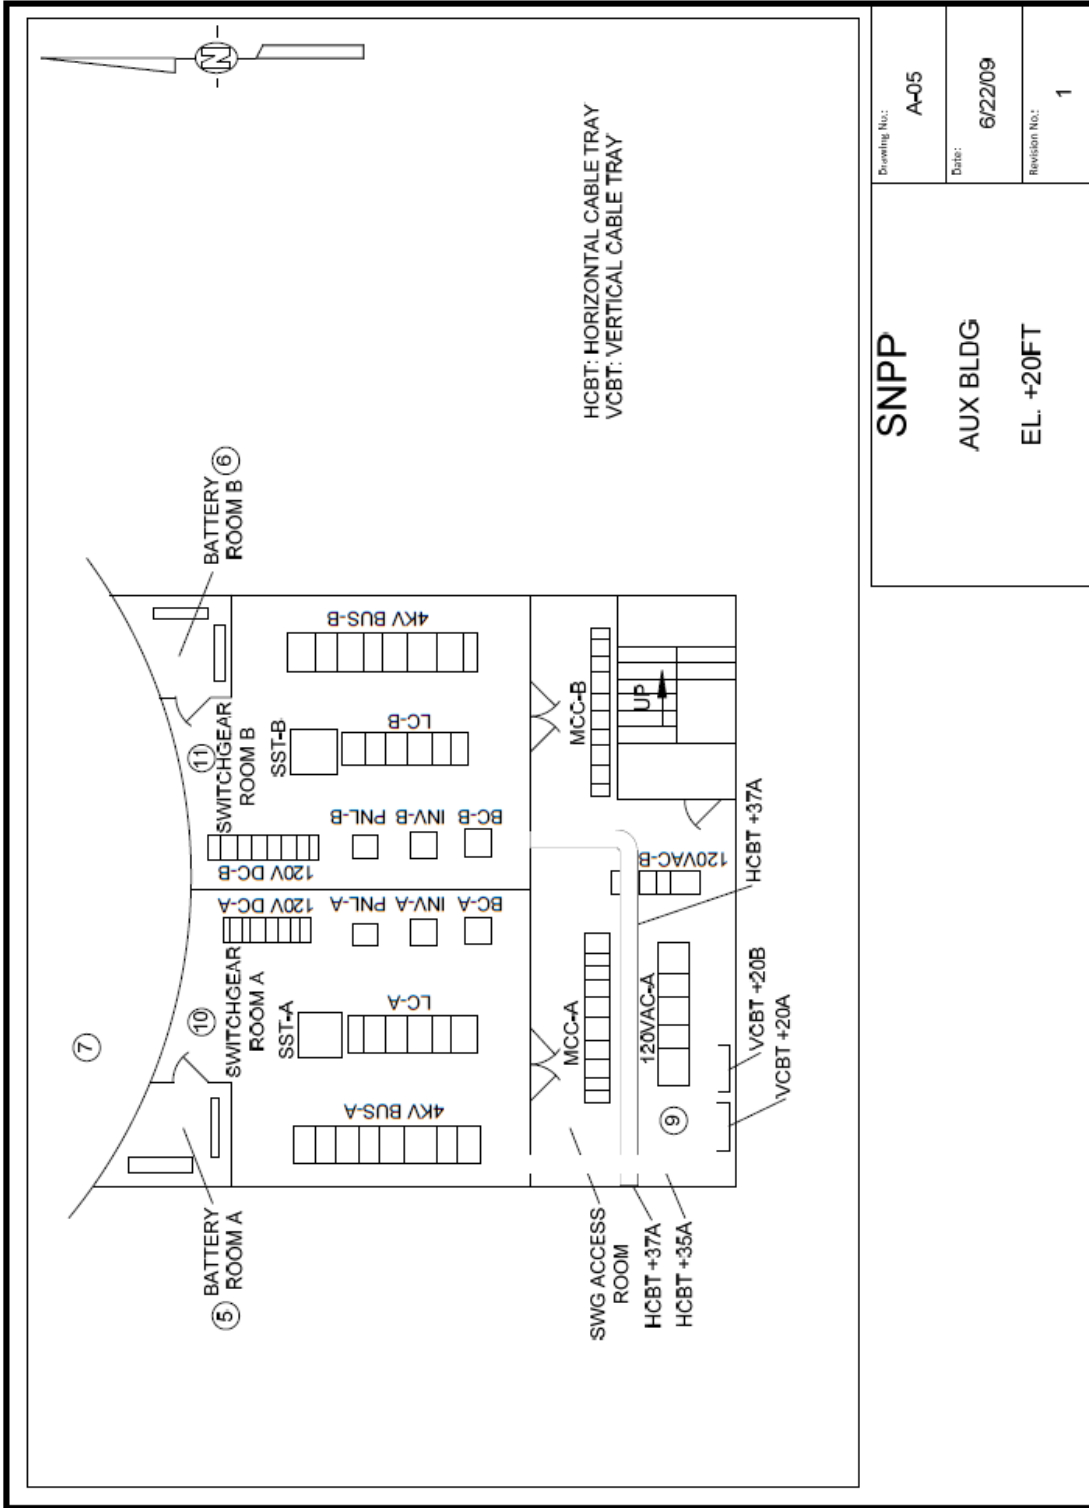 N
HCBT: HORIZONTAL CABLE TRAY
VCBT: VERTICAL CABLE TRAY
7
5
BATTERY
ROOM A
10
SWITCHGEAR
ROOM A
11
SWITCHGEAR
ROOM B
BATTERY
ROOM B
6
4KV BUS-A
SST-A
LC-A
120V DC-A
PNL-A
INV-A
BC-A
120V DC-B
PNL-B
INV-B
BC-B
SST-B
LC-B
4KV BUS-B
SWG ACCESS
ROOM
MCC-A
MCC-B
HCBT +37A
HCBT +35A
9
120VAC-A
120VAC-B
UP
HCBT +37A
VCBT +20B
VCBT +20A
SNPP
AUX BLDG
EL. +20FT
Drawing No.:
A-05
Date:
6/22/09
Revision No.:
1